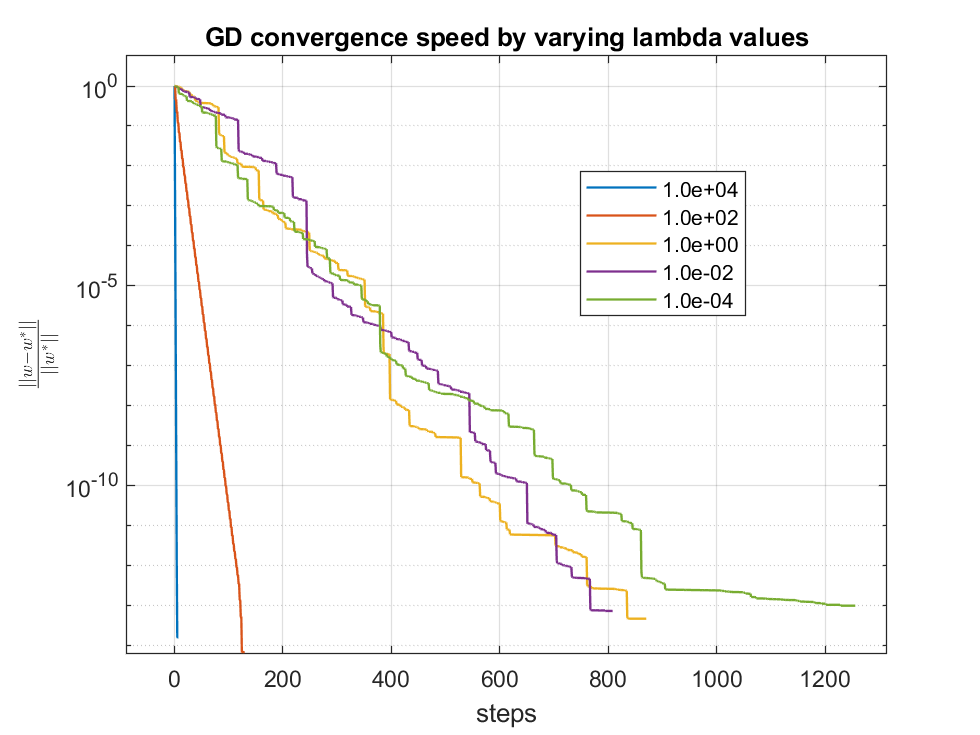 GD convergence speed by varying lambda values
10^0
10^-5
10^-10
||w-w*||
||w*||
1.0e+04
1.0e+02
1.0e+00
1.0e-02
1.0e-04
0 200 400 600 800 1000 1200
steps